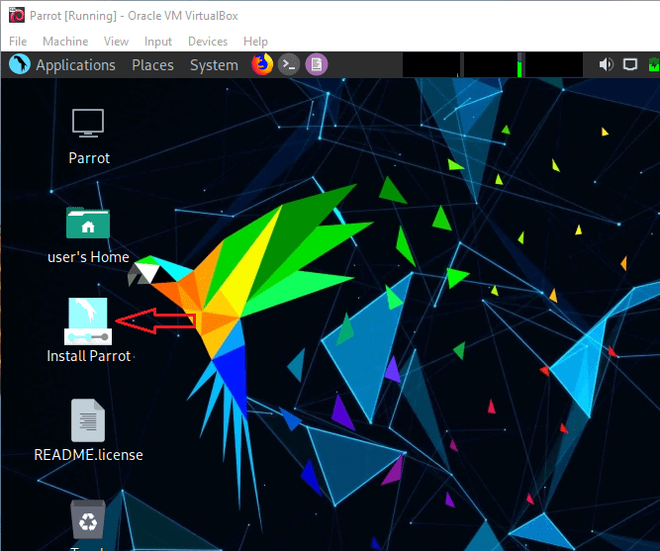 Parrot [Running] - Oracle VM VirtualBox
File Machine View Input Devices Help
Applications Places System
Parrot
user's Home
Install Parrot
README.license